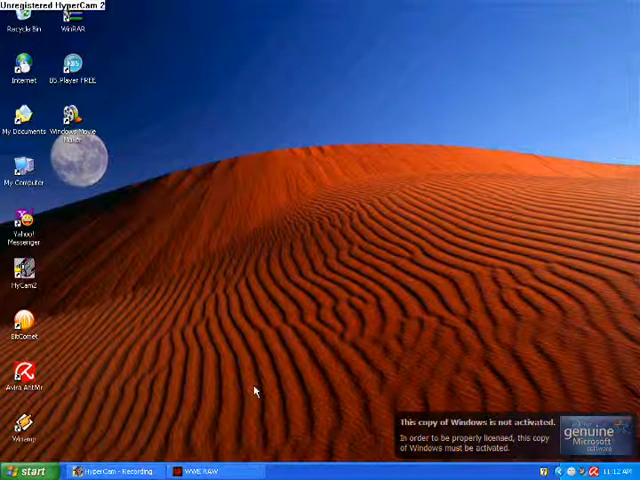 Unregistered HyperCam 2
Recycle Bin
WinRAR
Internet
BS.Player FREE
My Documents
Windows Movie
Maker
My Computer
Yahoo!
Messenger
HyCam2
BitComet
Avira AntiVir
Winamp
This copy of Windows is not activated.
In order to be properly licensed, this copy
of Windows must be activated.
genuine
Microsoft
software
start
HyperCam - Recording
WWE RAW
11:12 AM